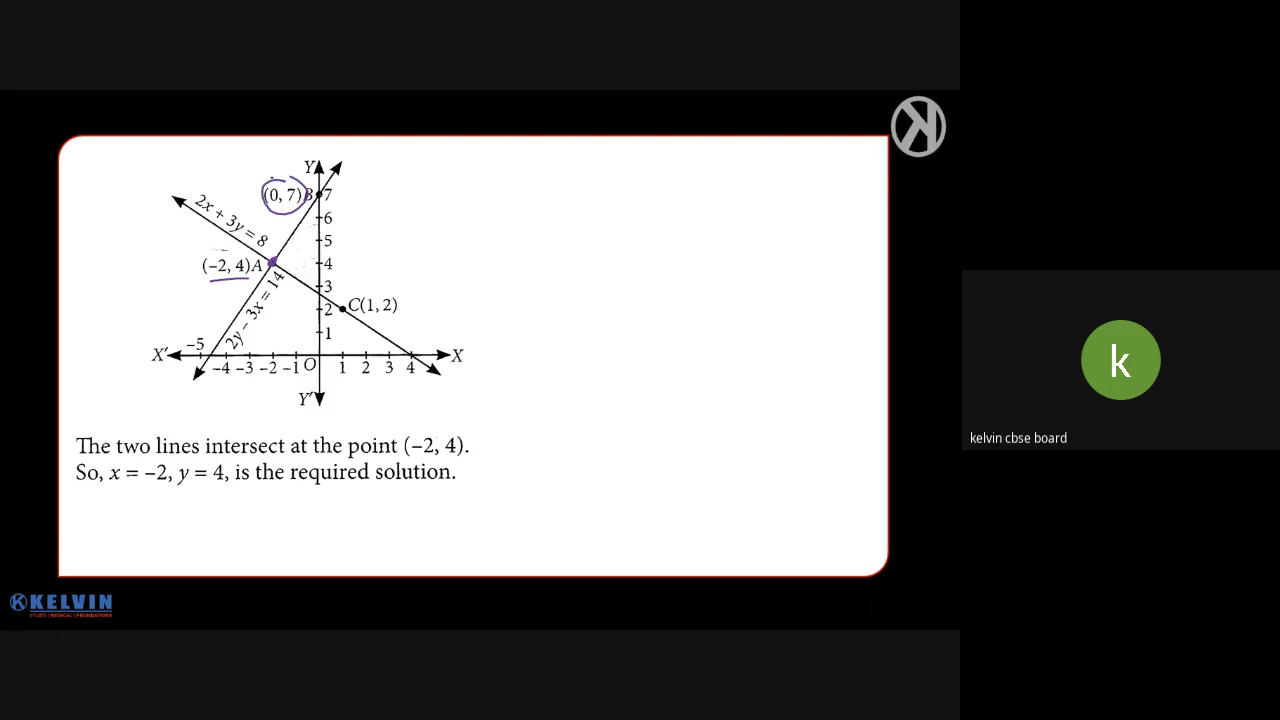 Y
(0, 7)B 7
2x + 3y = 8
6
5
(–2, 4)A
4
3
2y – 3x = 14
2
C(1, 2)
1
–5
X′
X
–4 –3 –2 –1 O 1 2 3 4
Y′
The two lines intersect at the point (–2, 4).
So, x = –2, y = 4, is the required solution.
KELVIN
k
kelvin cbse board